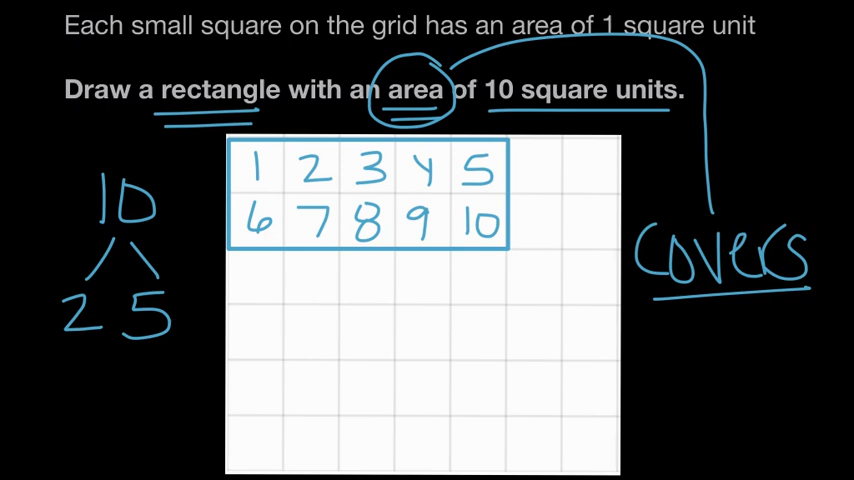 Each small square on the grid has an area of 1 square unit
Draw a rectangle with an area of 10 square units.
1 2 3 4 5
6 7 8 9 10
10
2 5
covers